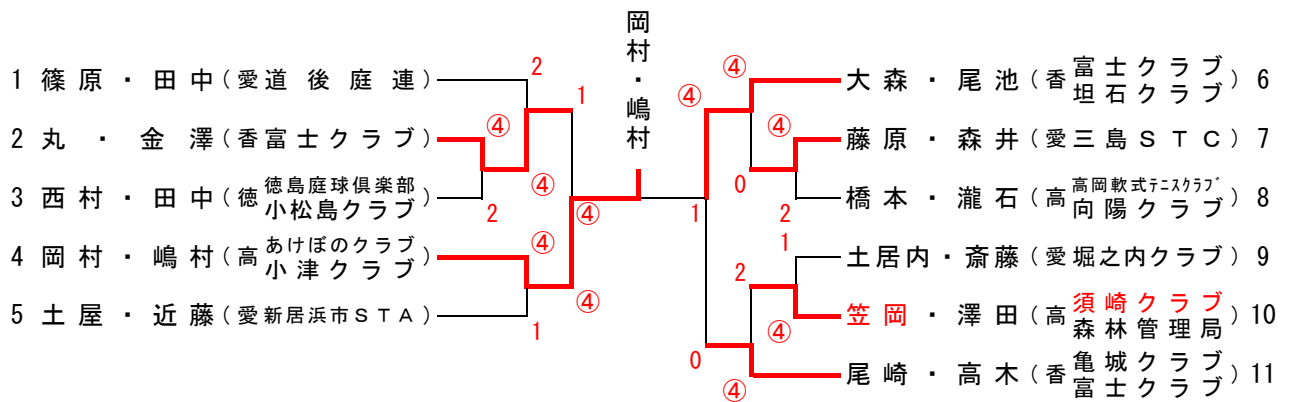 岡村・嶋村
1 篠原・田中(愛道後庭連)
2 丸・金澤(香富士クラブ)
3 西村・田中(徳 徳島庭球倶楽部 小松島クラブ)
4 岡村・嶋村(高 あけぼのクラブ 小津クラブ)
5 土屋・近藤(愛新居浜市STA)
2
④
2
④
1
④
1
④
④
大森・尾池(香 富士クラブ 坦石クラブ) 6
藤原・森井(愛三島STC) 7
橋本・瀧石(高 高岡軟式テニスクラブ 向陽クラブ) 8
土居内・斎藤(愛堀之内クラブ) 9
笠岡・澤田(高 須崎クラブ 森林管理局) 10
尾崎・高木(香 亀城クラブ 富士クラブ) 11
④
④
④
0
2
1
1
2
④
0
④